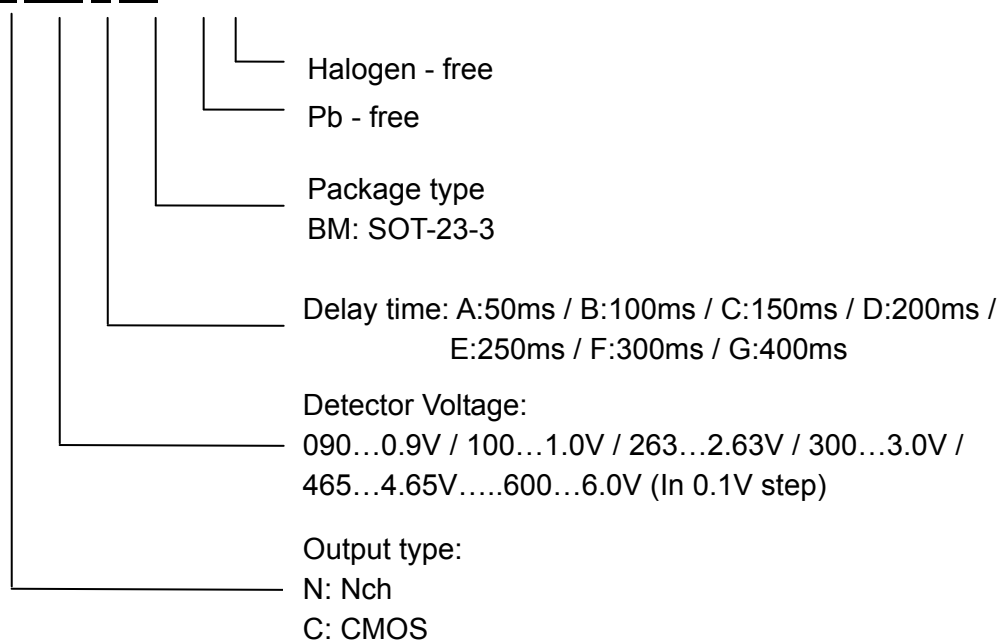 Halogen - free
Pb - free
Package type
BM: SOT-23-3
Delay time: A:50ms / B:100ms / C:150ms / D:200ms /
E:250ms / F:300ms / G:400ms
Detector Voltage:
090…0.9V / 100…1.0V / 263…2.63V / 300…3.0V /
465…4.65V…..600…6.0V (In 0.1V step)
Output type:
N: Nch
C: CMOS